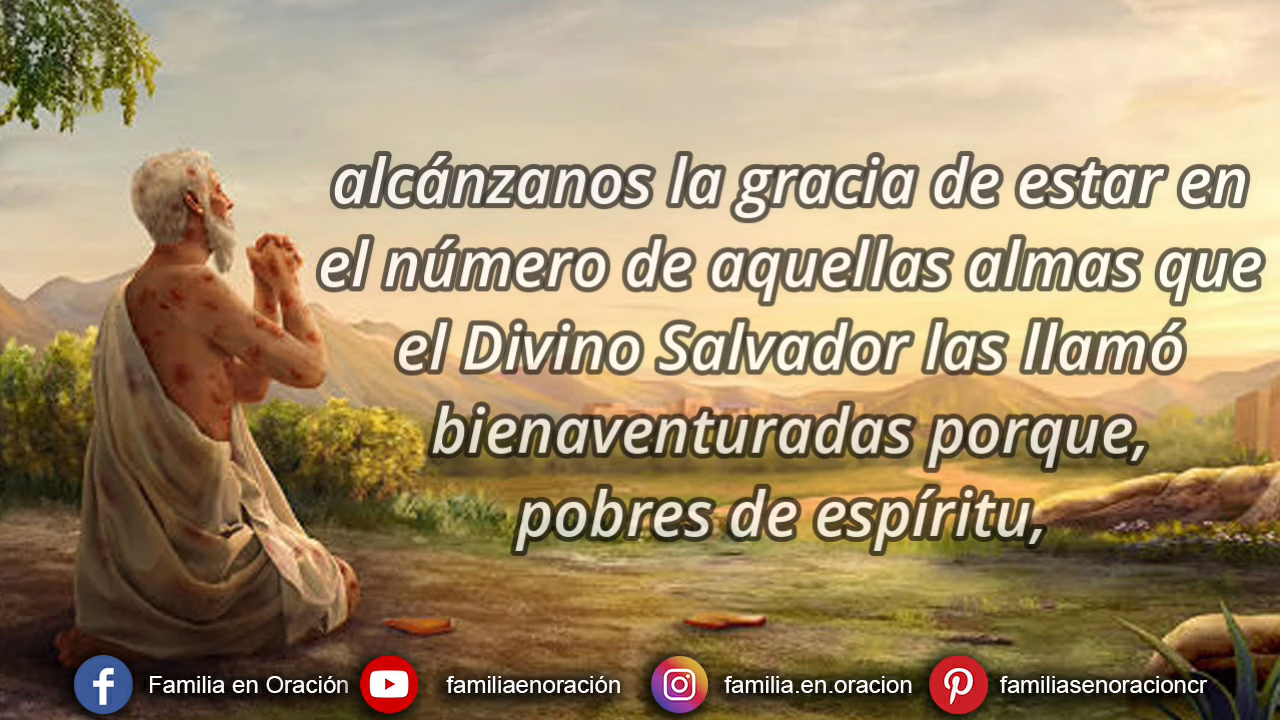 alcánzanos la gracia de estar en
el número de aquellas almas que
el Divino Salvador las llamó
bienaventuradas porque,
pobres de espíritu,
Familia en Oración familiaenoración familia.en.oracion familiasenoracioncr